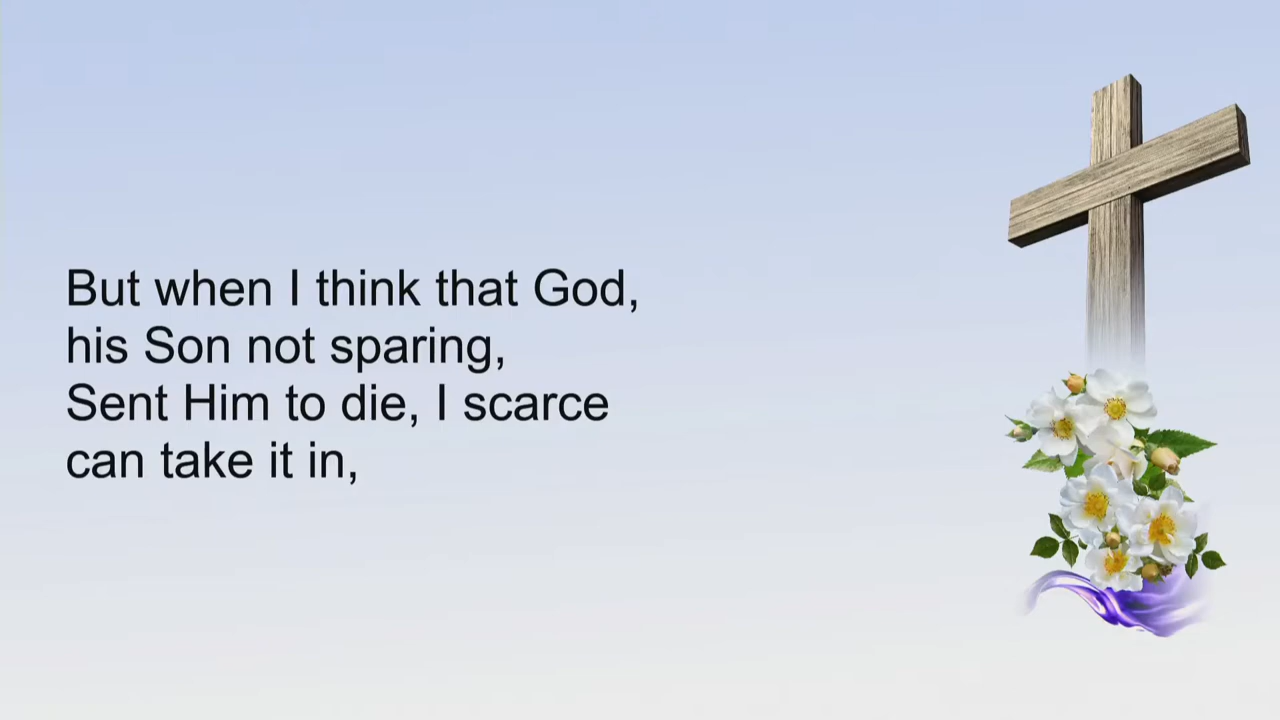 But when I think that God,
his Son not sparing,
Sent Him to die, I scarce
can take it in,